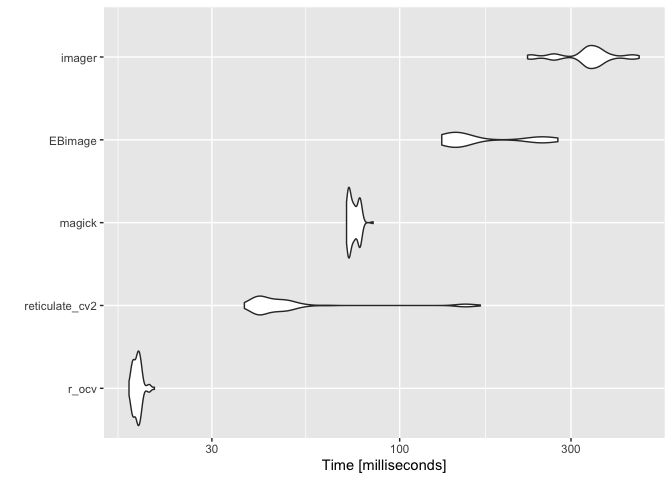 imager
EBimage
magick
reticulate_cv2
r_ocv
30 100 300
Time [milliseconds]